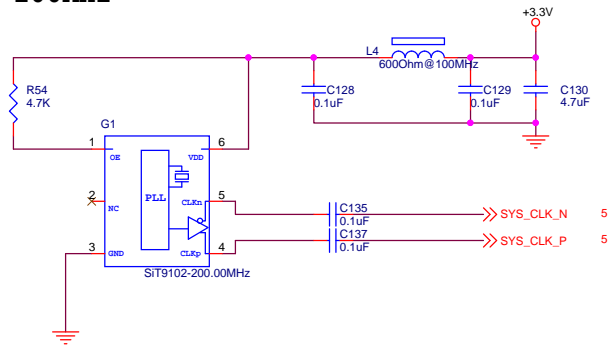 +3.3V
L4
600Ohm@100MHz
R54
4.7K
C128
0.1uF
C129
0.1uF
C130
4.7uF
G1
1
OE
VDD
6
PLL
2
NC
CLKn
5
C135
0.1uF
SYS_CLK_N
5
3
GND
CLKp
4
C137
0.1uF
SYS_CLK_P
5
SiT9102-200.00MHz